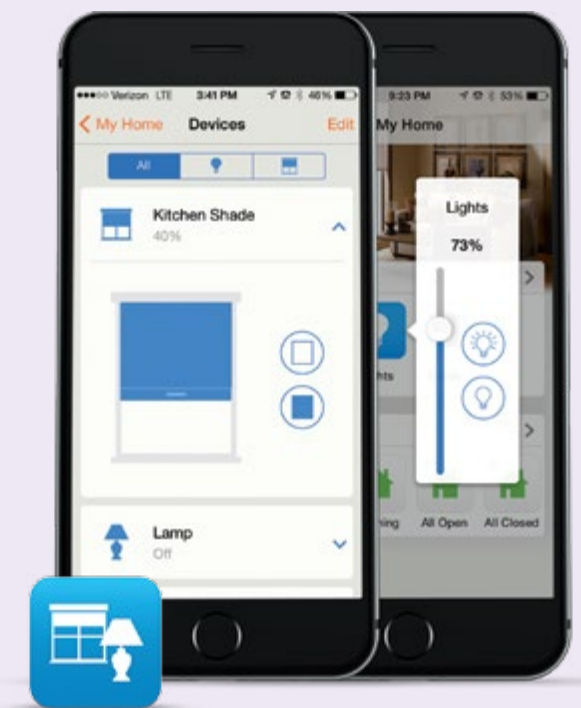 Verizon LTE 3:41 PM 46%
My Home Devices Edit
All
Kitchen Shade
40%
Lamp
Off
9:23 PM 53%
My Home
Lights
73%
hts
ning All Open All Closed